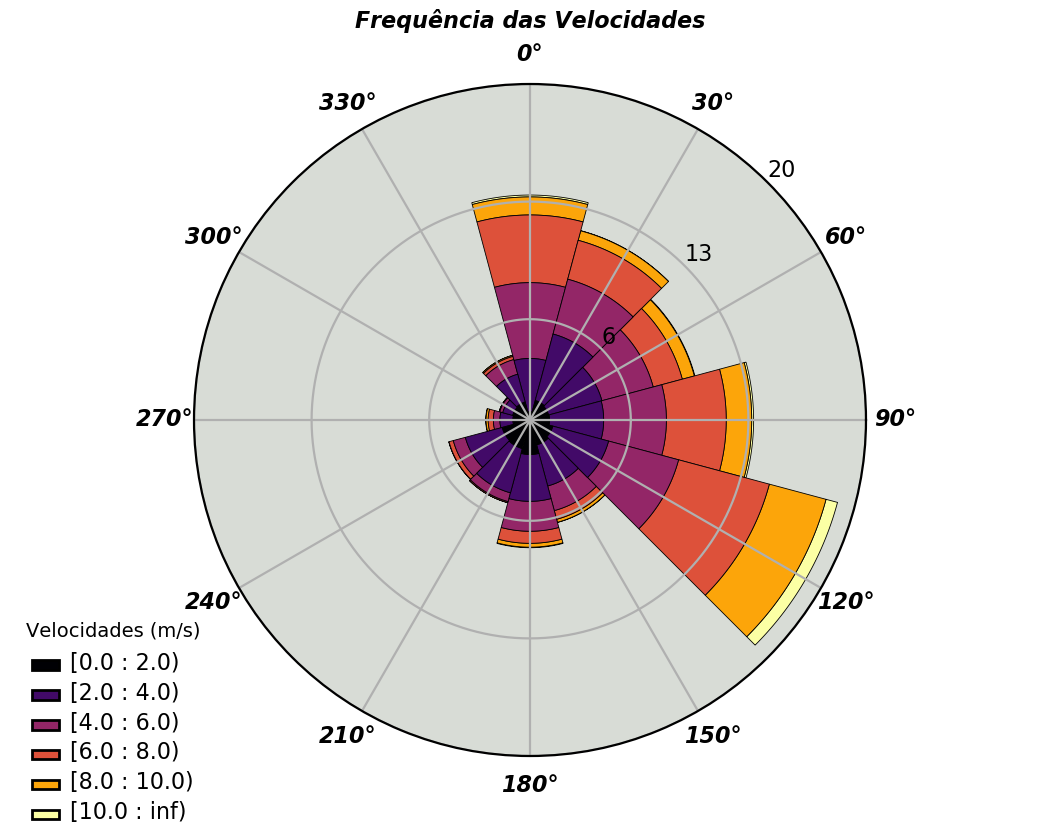 Frequência das Velocidades
0°
330°
30°
20
300°
60°
13
6
270°
90°
240°
120°
210°
150°
180°
Velocidades (m/s)
[0.0 : 2.0)
[2.0 : 4.0)
[4.0 : 6.0)
[6.0 : 8.0)
[8.0 : 10.0)
[10.0 : inf)